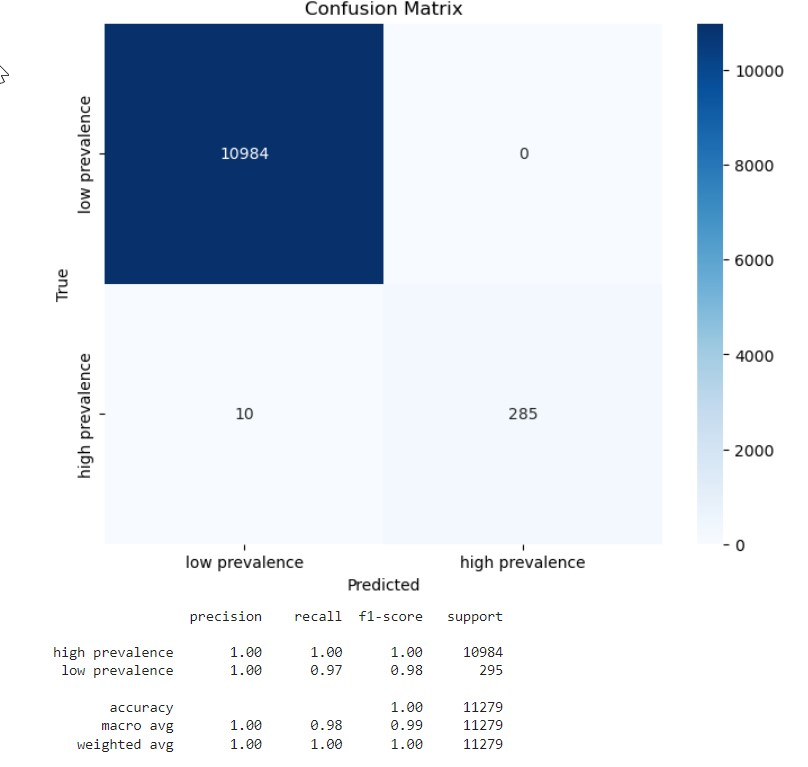 Confusion Matrix
low prevalence
10984
0
True
high prevalence
10
285
low prevalence
high prevalence
Predicted
10000
8000
6000
4000
2000
0
precision recall f1-score support
high prevalence 1.00 1.00 1.00 10984
low prevalence 1.00 0.97 0.98 295
accuracy 1.00 11279
macro avg 1.00 0.98 0.99 11279
weighted avg 1.00 1.00 1.00 11279